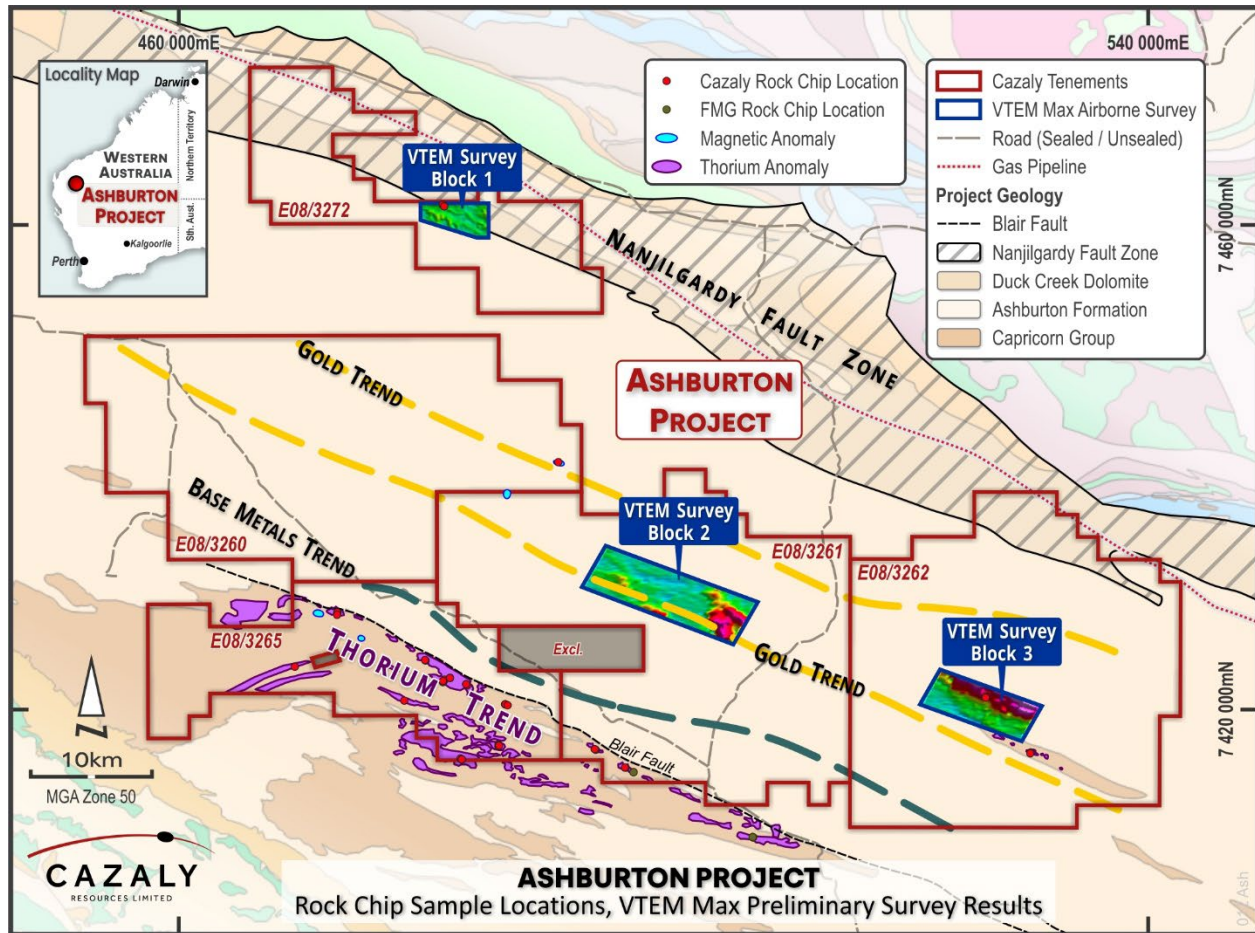 460 000mE
540 000mE
Locality Map
Darwin
Northern Territory
WESTERN
AUSTRALIA
ASHBURTON
PROJECT
Sth. Aust.
Kalgoorlie
Perth
Cazaly Rock Chip Location
FMG Rock Chip Location
Magnetic Anomaly
Thorium Anomaly
Cazaly Tenements
VTEM Max Airborne Survey
Road (Sealed / Unsealed)
Gas Pipeline
Project Geology
Blair Fault
Nanjilgardy Fault Zone
Duck Creek Dolomite
Ashburton Formation
Capricorn Group
VTEM Survey
Block 1
E08/3272
NANJILGARDY FAULT ZONE
7 460 000mN
GOLD TREND
ASHBURTON
PROJECT
BASE METALS TREND
VTEM Survey
Block 2
E08/3260
E08/3261
E08/3262
E08/3265
Excl.
THORIUM TREND
GOLD TREND
VTEM Survey
Block 3
Blair Fault
7 420 000mN
N
10km
MGA Zone 50
CAZALY
RESOURCES LIMITED
ASHBURTON PROJECT
Rock Chip Sample Locations, VTEM Max Preliminary Survey Results